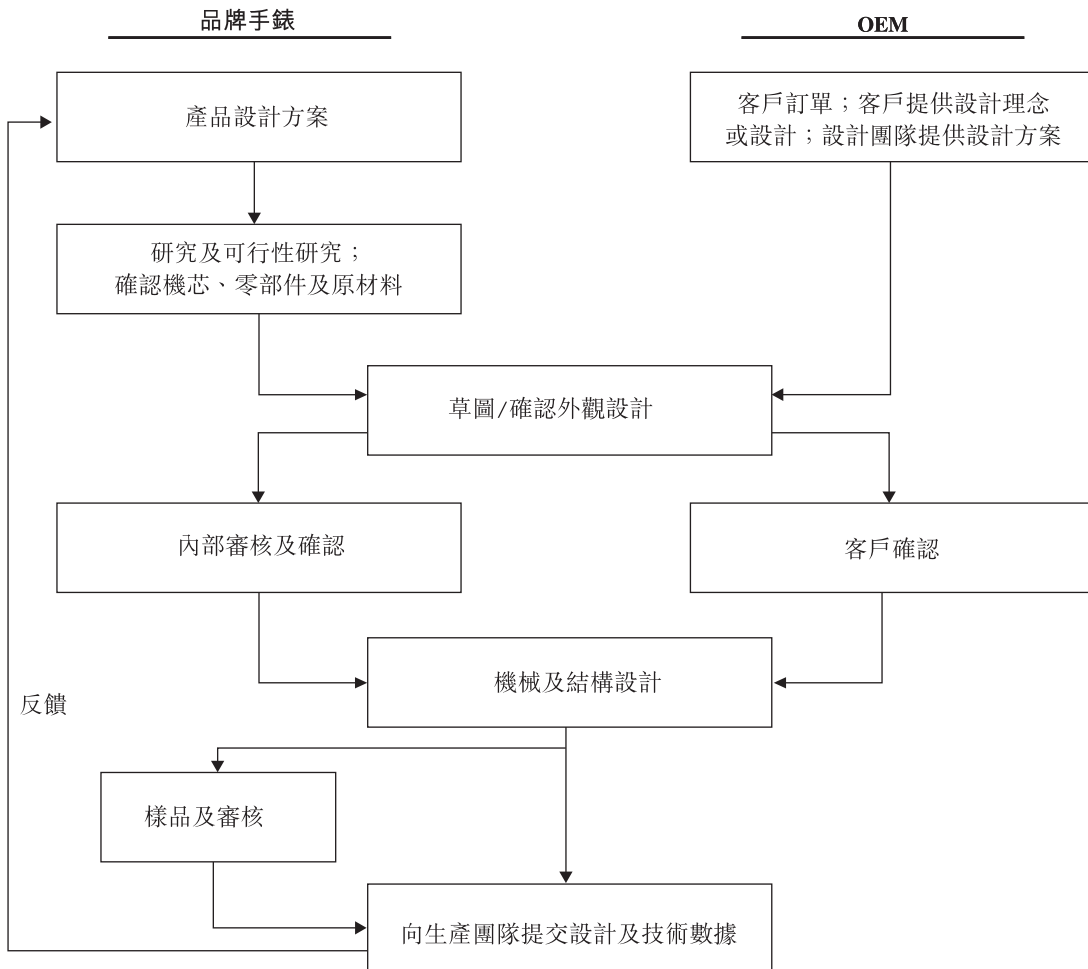 品牌手錶
OEM
產品設計方案
客戶訂單；客戶提供設計理念
或設計；設計團隊提供設計方案
研究及可行性研究；
確認機芯、零部件及原材料
草圖/確認外觀設計
內部審核及確認
客戶確認
機械及結構設計
反饋
樣品及審核
向生產團隊提交設計及技術數據